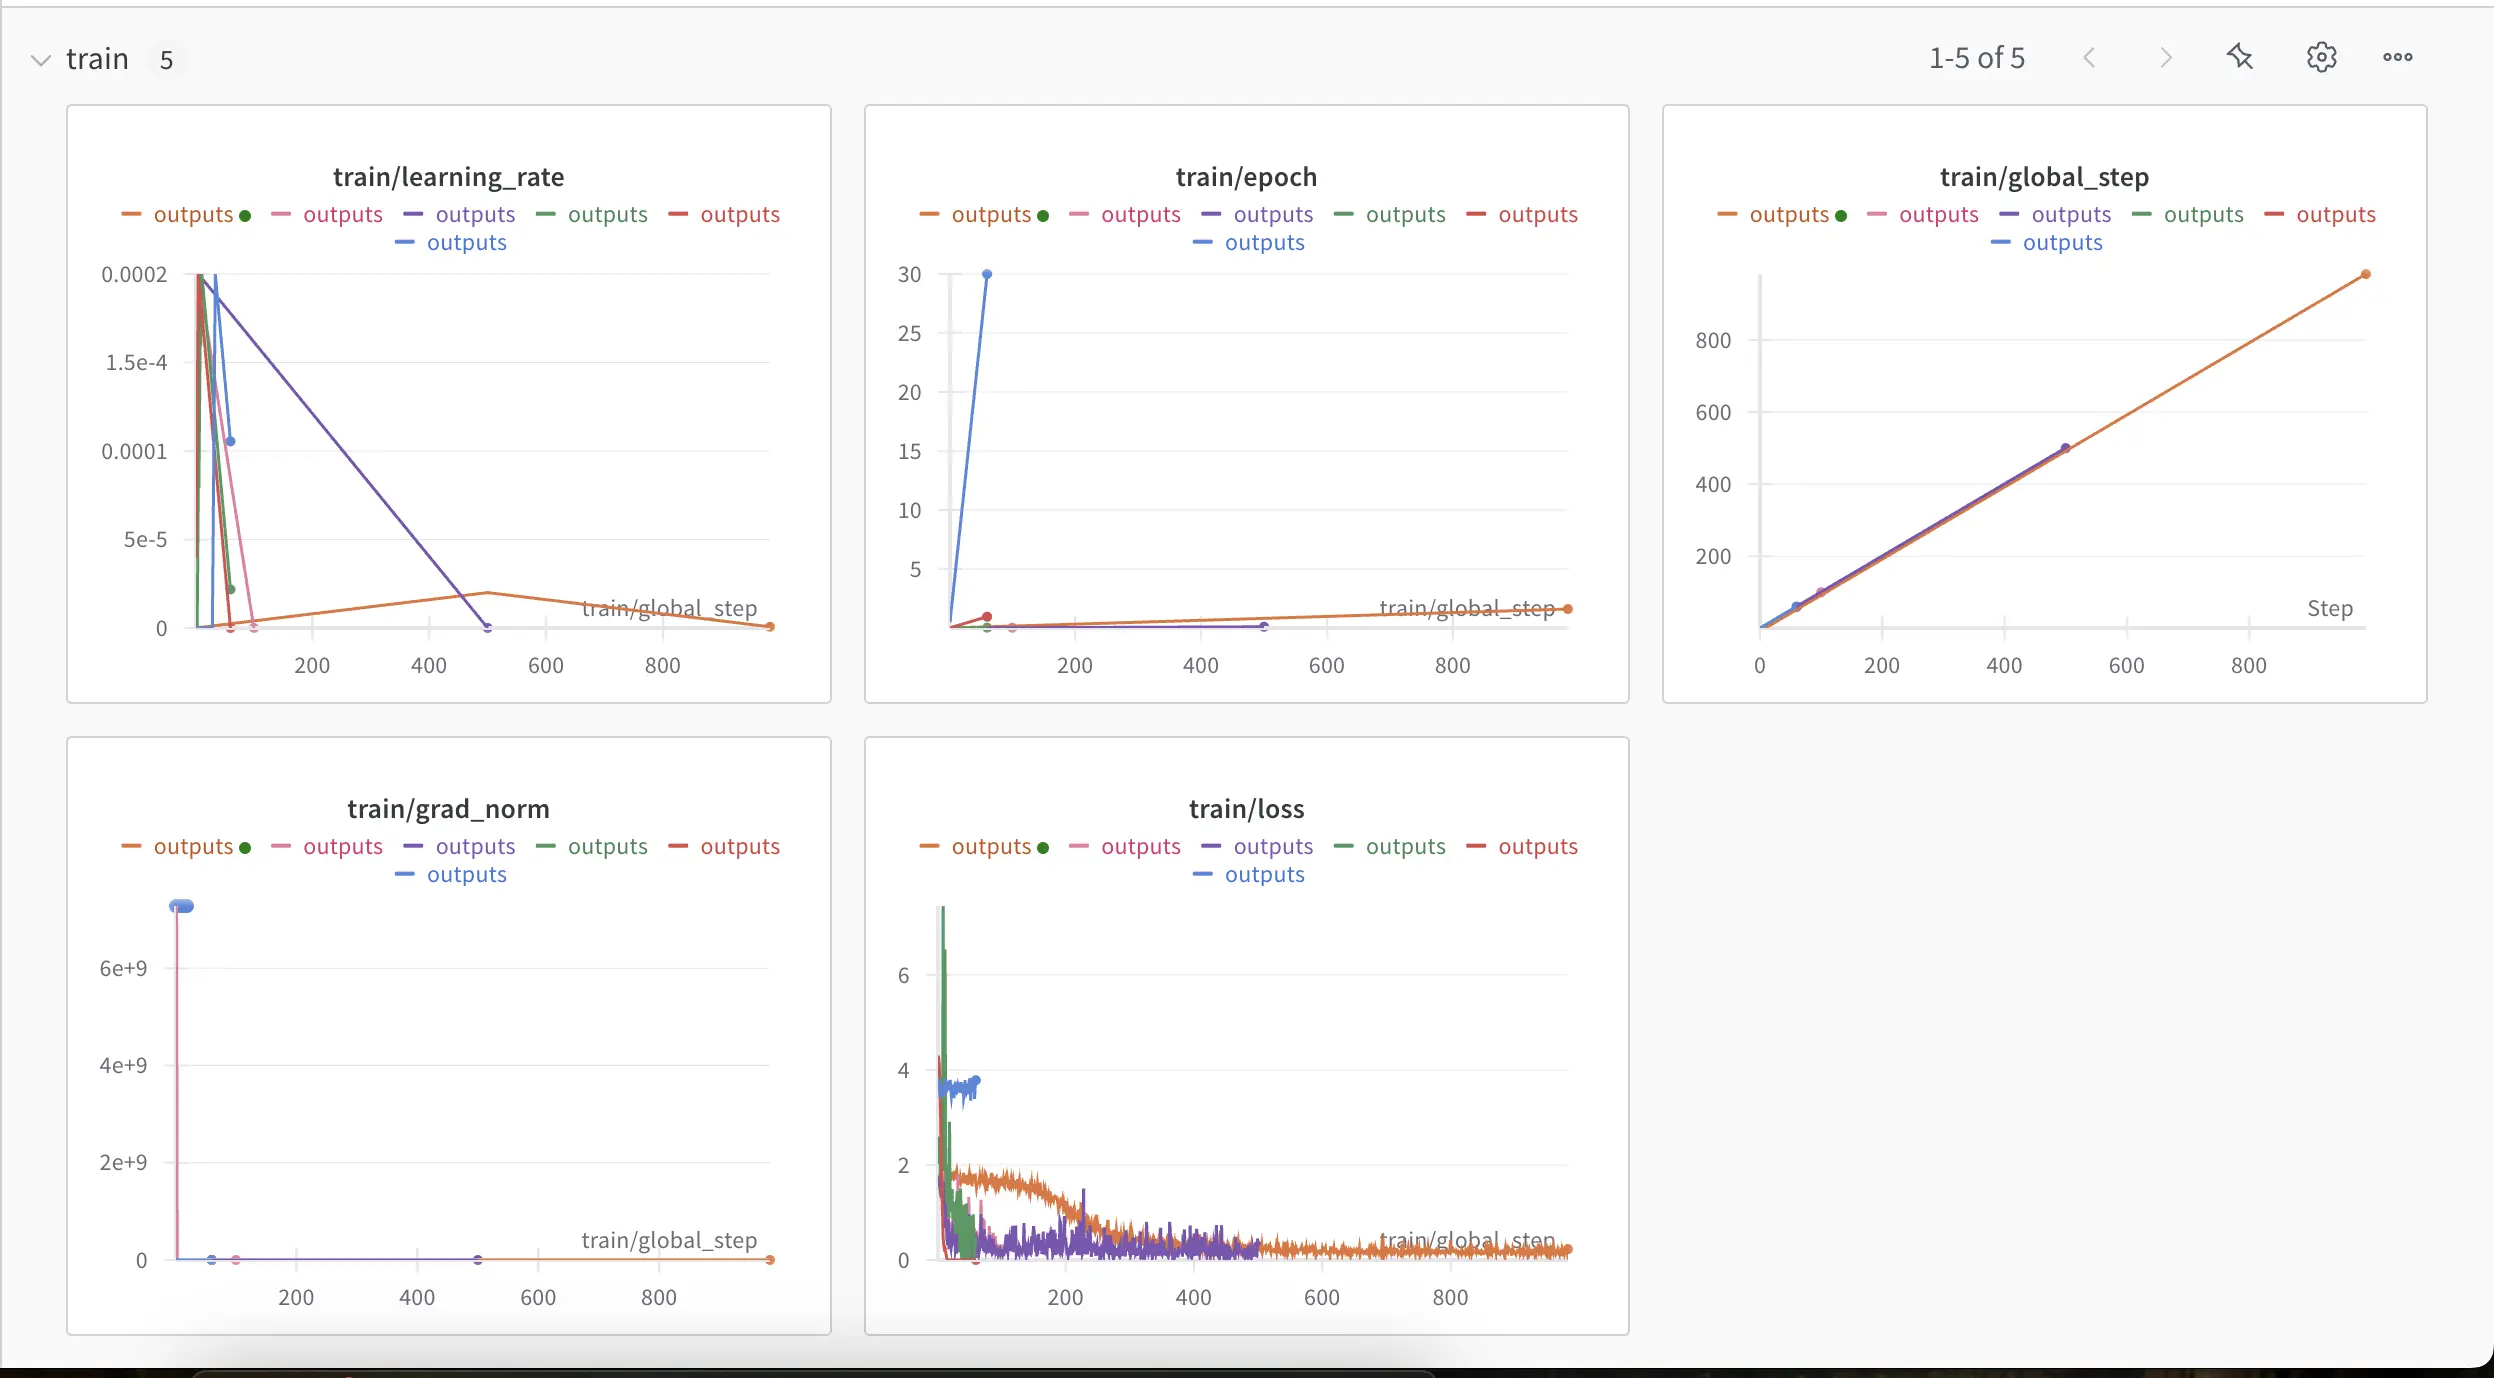 train 5
1-5 of 5
train/learning_rate
outputs outputs outputs outputs outputs
outputs
0.0002
1.5e-4
0.0001
5e-5
0
train/global_step
200 400 600 800
train/epoch
outputs outputs outputs outputs outputs
outputs
30
25
20
15
10
5
train/global_step
200 400 600 800
train/global_step
outputs outputs outputs outputs outputs
outputs
800
600
400
200
Step
0 200 400 600 800
train/grad_norm
outputs outputs outputs outputs outputs
outputs
6e+9
4e+9
2e+9
0
train/global_step
200 400 600 800
train/loss
outputs outputs outputs outputs outputs
outputs
6
4
2
0
train/global_step
200 400 600 800